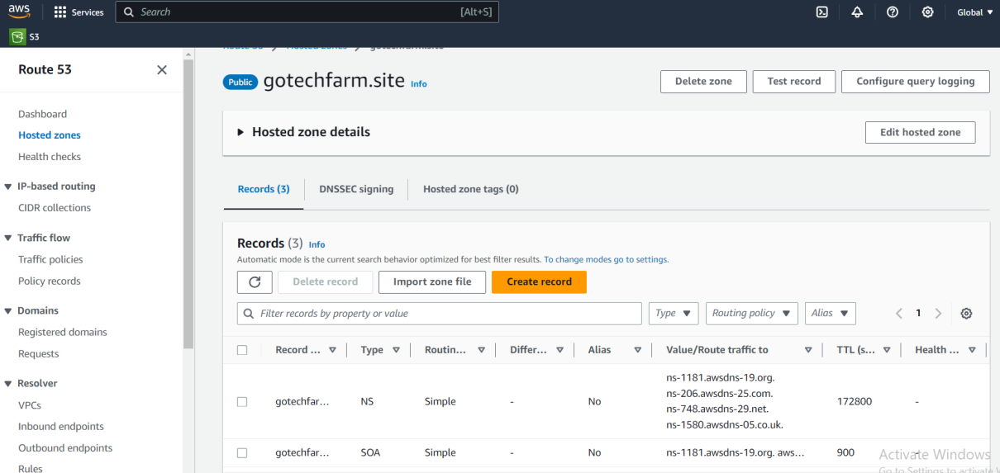 aws
Services
Search
[Alt+S]
Global
S3
Route 53
Dashboard
Hosted zones
Health checks
IP-based routing
CIDR collections
Traffic flow
Traffic policies
Policy records
Domains
Registered domains
Requests
Resolver
VPCs
Inbound endpoints
Outbound endpoints
Rules
Route 53 Hosted zones gotechfarm.site
Public gotechfarm.site Info
Delete zone
Test record
Configure query logging
Hosted zone details
Edit hosted zone
Records (3) DNSSEC signing Hosted zone tags (0)
Records (3) Info
Automatic mode is the current search behavior optimized for best filter results. To change modes go to settings.
Delete record
Import zone file
Create record
Filter records by property or value
Type
Routing policy
Alias
1
Record ... Type Routin... Differ... Alias Value/Route traffic to TTL (s... Health ...
gotechfar... NS Simple - No
ns-1181.awsdns-19.org.
ns-206.awsdns-25.com.
ns-748.awsdns-29.net.
ns-1580.awsdns-05.co.uk.
172800 -
gotechfar... SOA Simple - No ns-1181.awsdns-19.org. aws... 900 -
Activate Windows
Go to Settings to activate